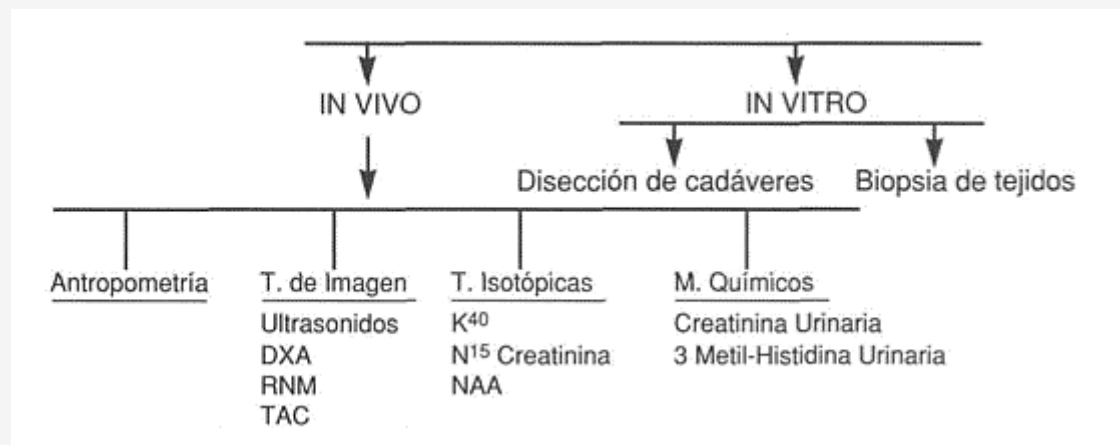 IN VIVO
IN VITRO
Disección de cadáveres
Biopsia de tejidos
Antropometría
T. de Imagen
Ultrasonidos
DXA
RNM
TAC
T. Isotópicas
K⁴⁰
N¹⁵ Creatinina
NAA
M. Químicos
Creatinina Urinaria
3 Metil-Histidina Urinaria